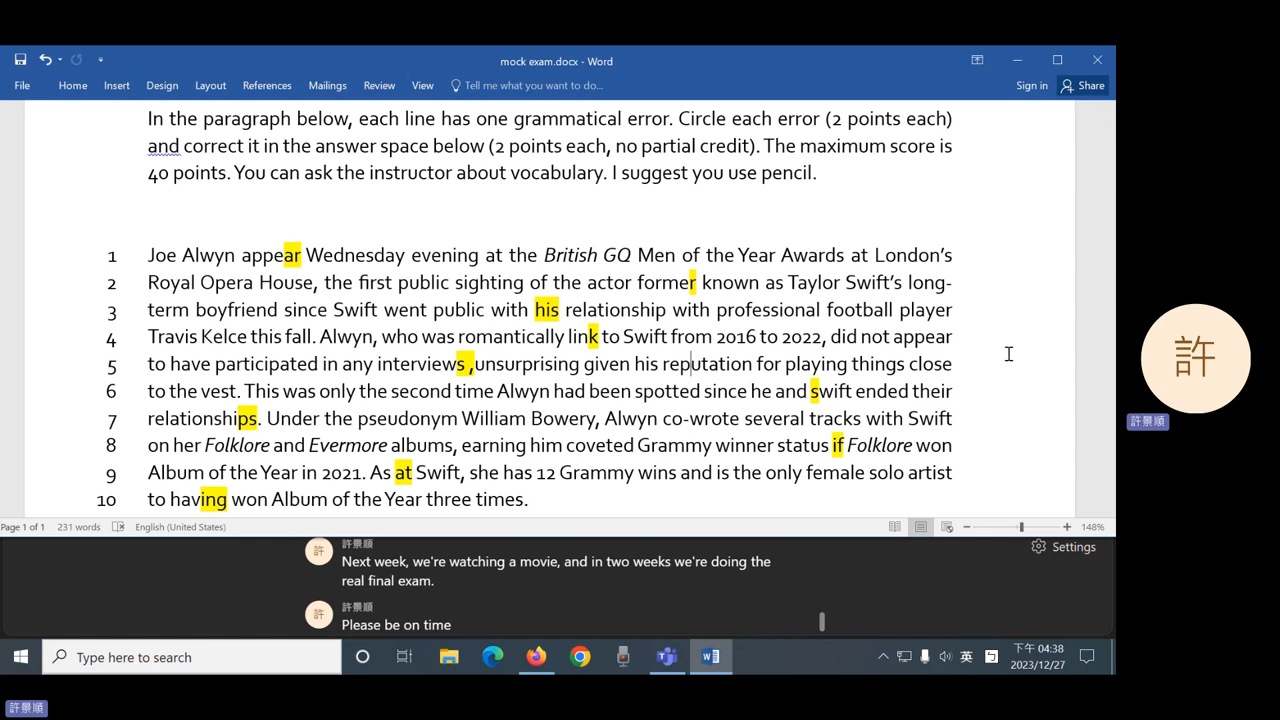 mock exam.docx - Word
File Home Insert Design Layout References Mailings Review View Tell me what you want to do... Sign in Share
In the paragraph below, each line has one grammatical error. Circle each error (2 points each)
and correct it in the answer space below (2 points each, no partial credit). The maximum score is
40 points. You can ask the instructor about vocabulary. I suggest you use pencil.
1 Joe Alwyn appear Wednesday evening at the British GQ Men of the Year Awards at London's
2 Royal Opera House, the first public sighting of the actor former known as Taylor Swift's long-
3 term boyfriend since Swift went public with his relationship with professional football player
4 Travis Kelce this fall. Alwyn, who was romantically link to Swift from 2016 to 2022, did not appear
5 to have participated in any interviews ,unsurprising given his reputation for playing things close
6 to the vest. This was only the second time Alwyn had been spotted since he and swift ended their
7 relationships. Under the pseudonym William Bowery, Alwyn co-wrote several tracks with Swift
8 on her Folklore and Evermore albums, earning him coveted Grammy winner status if Folklore won
9 Album of the Year in 2021. As at Swift, she has 12 Grammy wins and is the only female solo artist
10 to having won Album of the Year three times.
許
許景順
Page 1 of 1 231 words English (United States) 148%
許 許景順
Next week, we're watching a movie, and in two weeks we're doing the
real final exam.
Settings
許 許景順
Please be on time
Type here to search
英
下午 04:38
2023/12/27
許景順